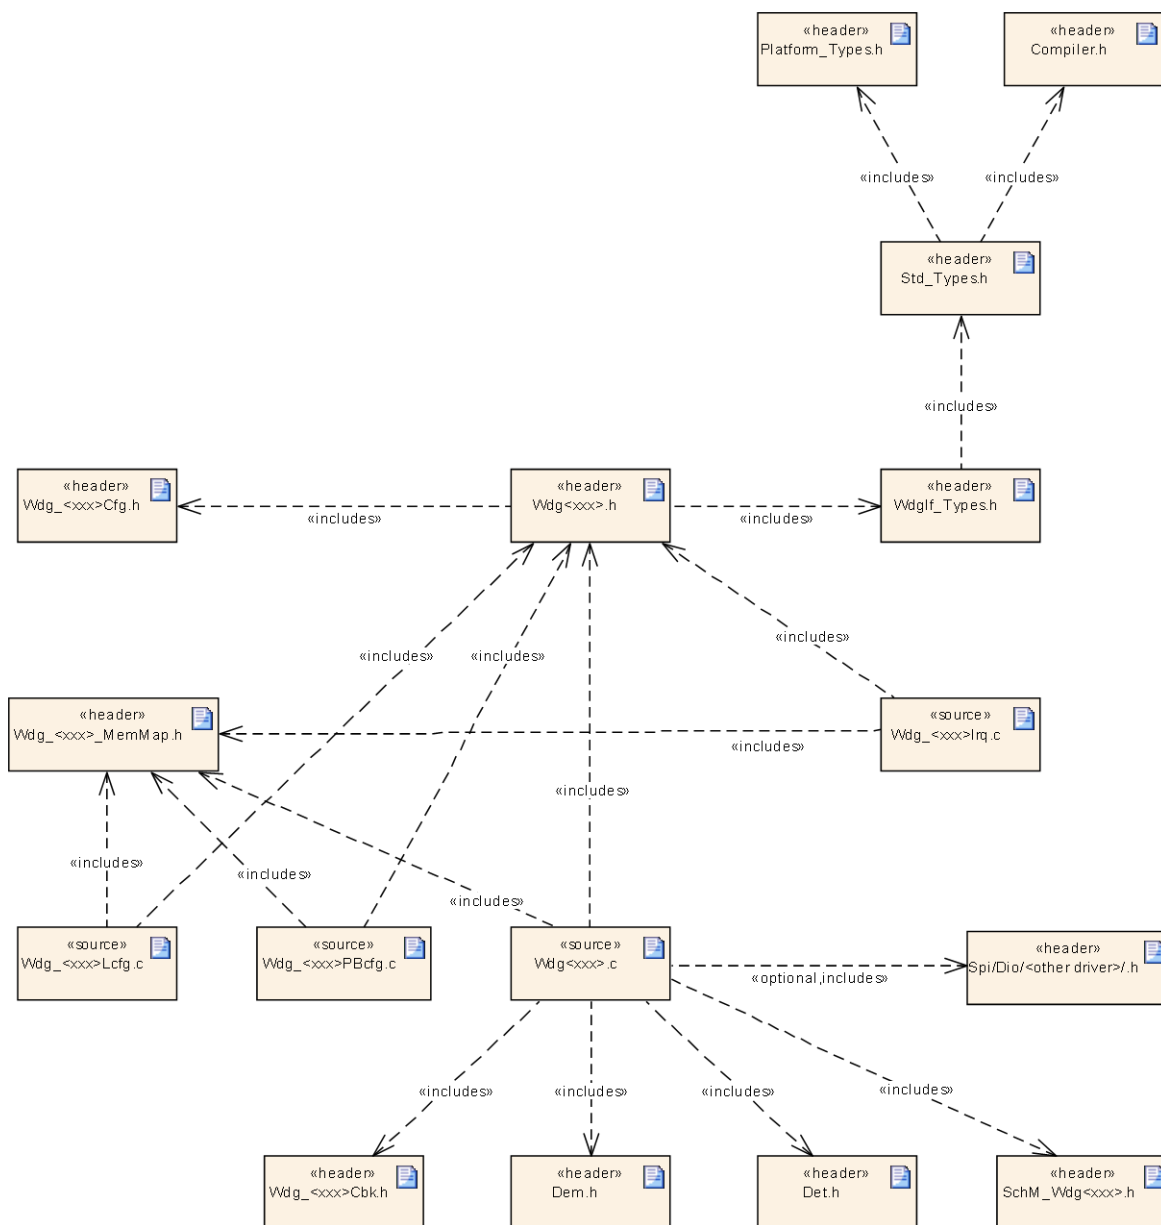 «header»
Platform_Types.h
«header»
Compiler.h
«includes»
«includes»
«header»
Std_Types.h
«includes»
«header»
Wdg_<xxx>Cfg.h
«header»
Wdg<xxx>.h
«header»
WdgIf_Types.h
«includes»
«includes»
«includes»
«includes»
«includes»
«header»
Wdg_<xxx>_MemMap.h
«source»
Wdg_<xxx>Irq.c
«includes»
«includes»
«includes»
«includes»
«includes»
«source»
Wdg_<xxx>Lcfg.c
«source»
Wdg_<xxx>PBcfg.c
«source»
Wdg<xxx>.c
«header»
Spi/Dio/<other driver>/.h
«optional,includes»
«includes»
«includes»
«includes»
«includes»
«header»
Wdg_<xxx>Cbk.h
«header»
Dem.h
«header»
Det.h
«header»
SchM_Wdg<xxx>.h